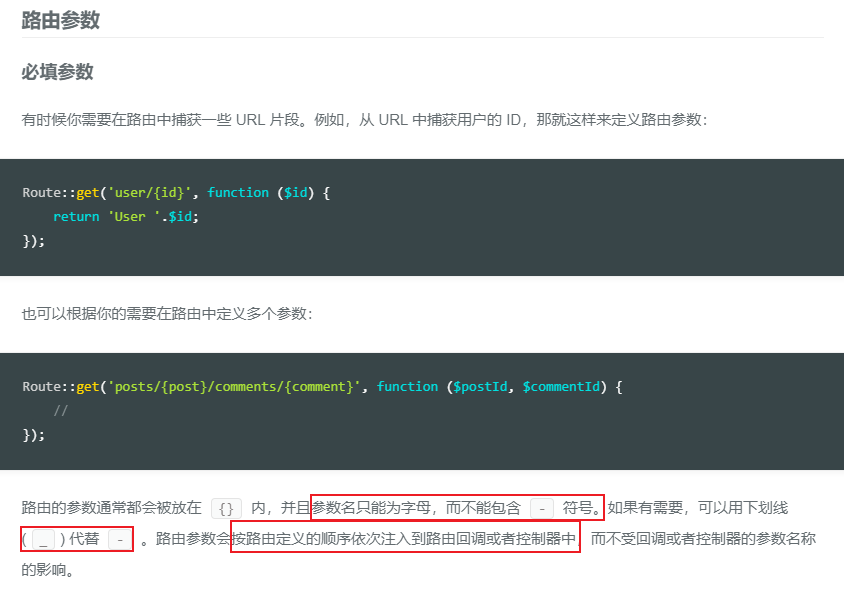 路由参数
必填参数
有时候你需要在路由中捕获一些 URL 片段。例如，从 URL 中捕获用户的 ID，那就这样来定义路由参数：
Route::get('user/{id}', function ($id) {
    return 'User '.$id;
});
也可以根据你的需要在路由中定义多个参数：
Route::get('posts/{post}/comments/{comment}', function ($postId, $commentId) {
    //
});
路由的参数通常都会被放在 {} 内，并且参数名只能为字母，而不能包含 - 符号。如果有需要，可以用下划线
( _ ) 代替 - 。路由参数会按路由定义的顺序依次注入到路由回调或者控制器中，而不受回调或者控制器的参数名称
的影响。